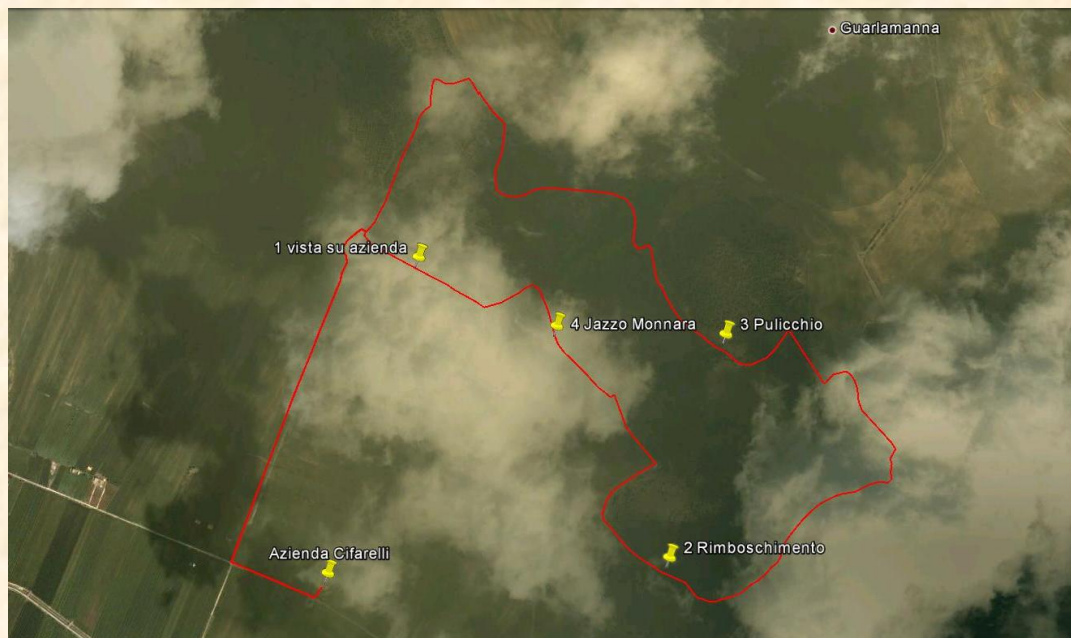 Guarlamanna
1 vista su azienda
4 Jazzo Monnara
3 Pulicchio
2 Rimboschimento
Azienda Cifarelli